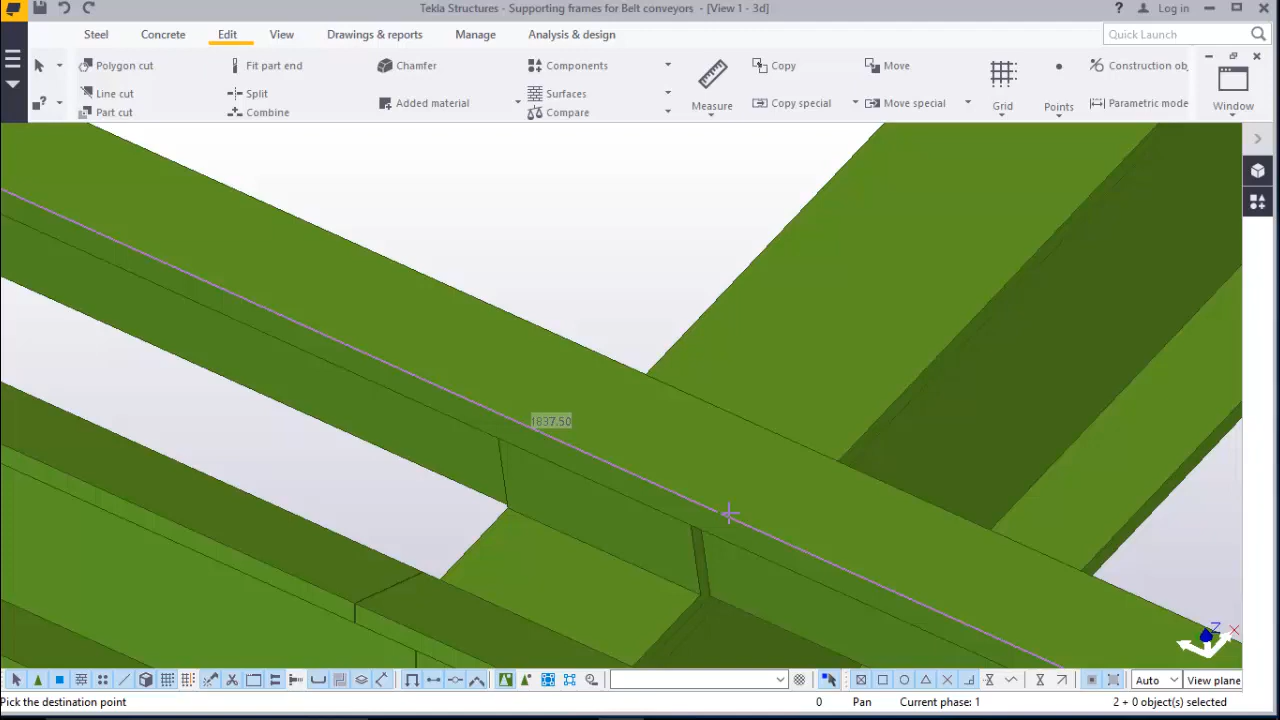 Tekla Structures - Supporting frames for Belt conveyors - [View 1 - 3d]
? Log in
Steel Concrete Edit View Drawings & reports Manage Analysis & design Quick Launch
Polygon cut Fit part end Chamfer Components Copy Move Construction ob
Line cut Split Added material Surfaces Measure Copy special Move special Grid Points Parametric mode Window
Part cut Combine Compare
1837.50
Z
X
Auto View plane
Pick the destination point 0 Pan Current phase: 1 2 + 0 object(s) selected